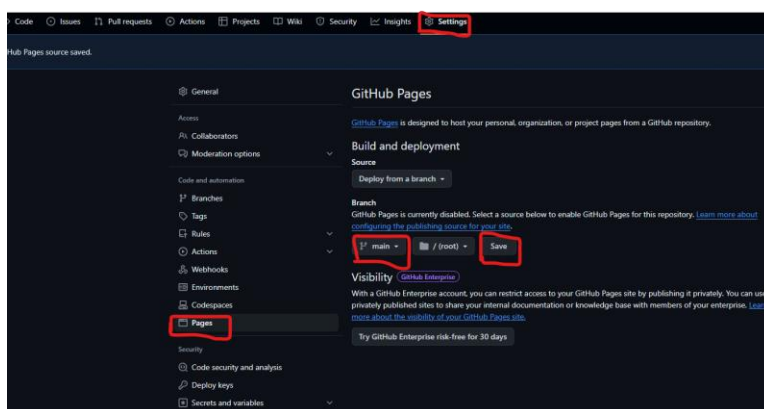 Code Issues Pull requests Actions Projects Wiki Security Insights Settings
Hub Pages source saved.
General
Access
Collaborators
Moderation options
Code and automation
Branches
Tags
Rules
Actions
Webhooks
Environments
Codespaces
Pages
Security
Code security and analysis
Deploy keys
Secrets and variables
GitHub Pages
GitHub Pages is designed to host your personal, organization, or project pages from a GitHub repository.
Build and deployment
Source
Deploy from a branch
Branch
GitHub Pages is currently disabled. Select a source below to enable GitHub Pages for this repository. Learn more about
configuring the publishing source for your site.
main / (root) Save
Visibility GitHub Enterprise
With a GitHub Enterprise account, you can restrict access to your GitHub Pages site by publishing it privately. You can use
privately published sites to share your internal documentation or knowledge base with members of your enterprise. Learn
more about the visibility of your GitHub Pages site.
Try GitHub Enterprise risk-free for 30 days